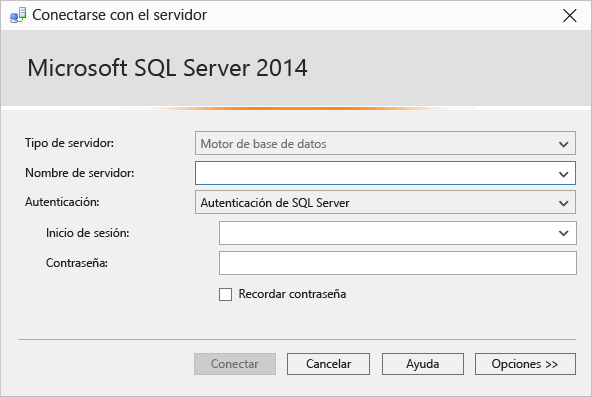 Conectarse con el servidor
Microsoft SQL Server 2014
Tipo de servidor: Motor de base de datos
Nombre de servidor:
Autenticación: Autenticación de SQL Server
Inicio de sesión:
Contraseña:
Recordar contraseña
Conectar Cancelar Ayuda Opciones >>